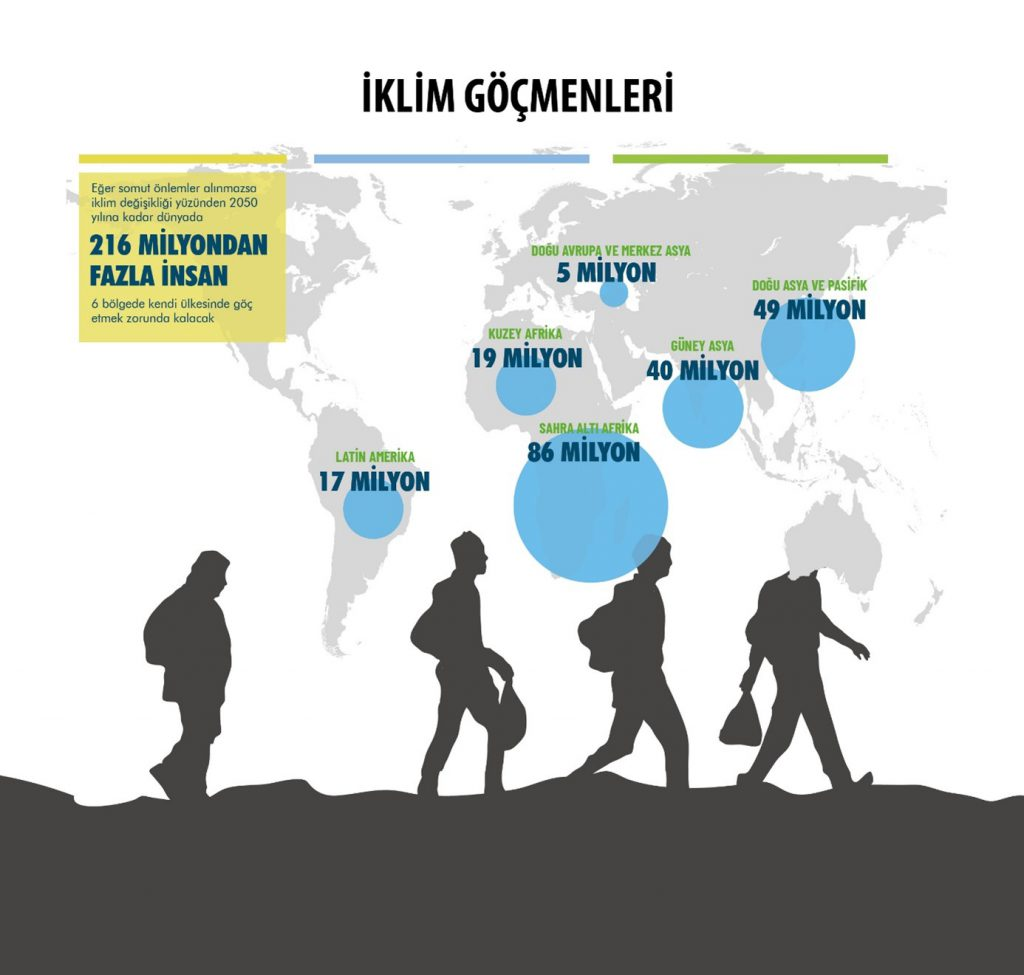 İKLİM GÖÇMENLERİ
Eğer somut önlemler alınmazsa
iklim değişikliği yüzünden 2050
yılına kadar dünyada
216 MİLYONDAN
FAZLA İNSAN
6 bölgede kendi ülkesinde göç
etmek zorunda kalacak
DOĞU AVRUPA VE MERKEZ ASYA
5 MİLYON
DOĞU ASYA VE PASİFİK
49 MİLYON
KUZEY AFRİKA
19 MİLYON
GÜNEY ASYA
40 MİLYON
SAHRA ALTI AFRİKA
86 MİLYON
LATİN AMERİKA
17 MİLYON